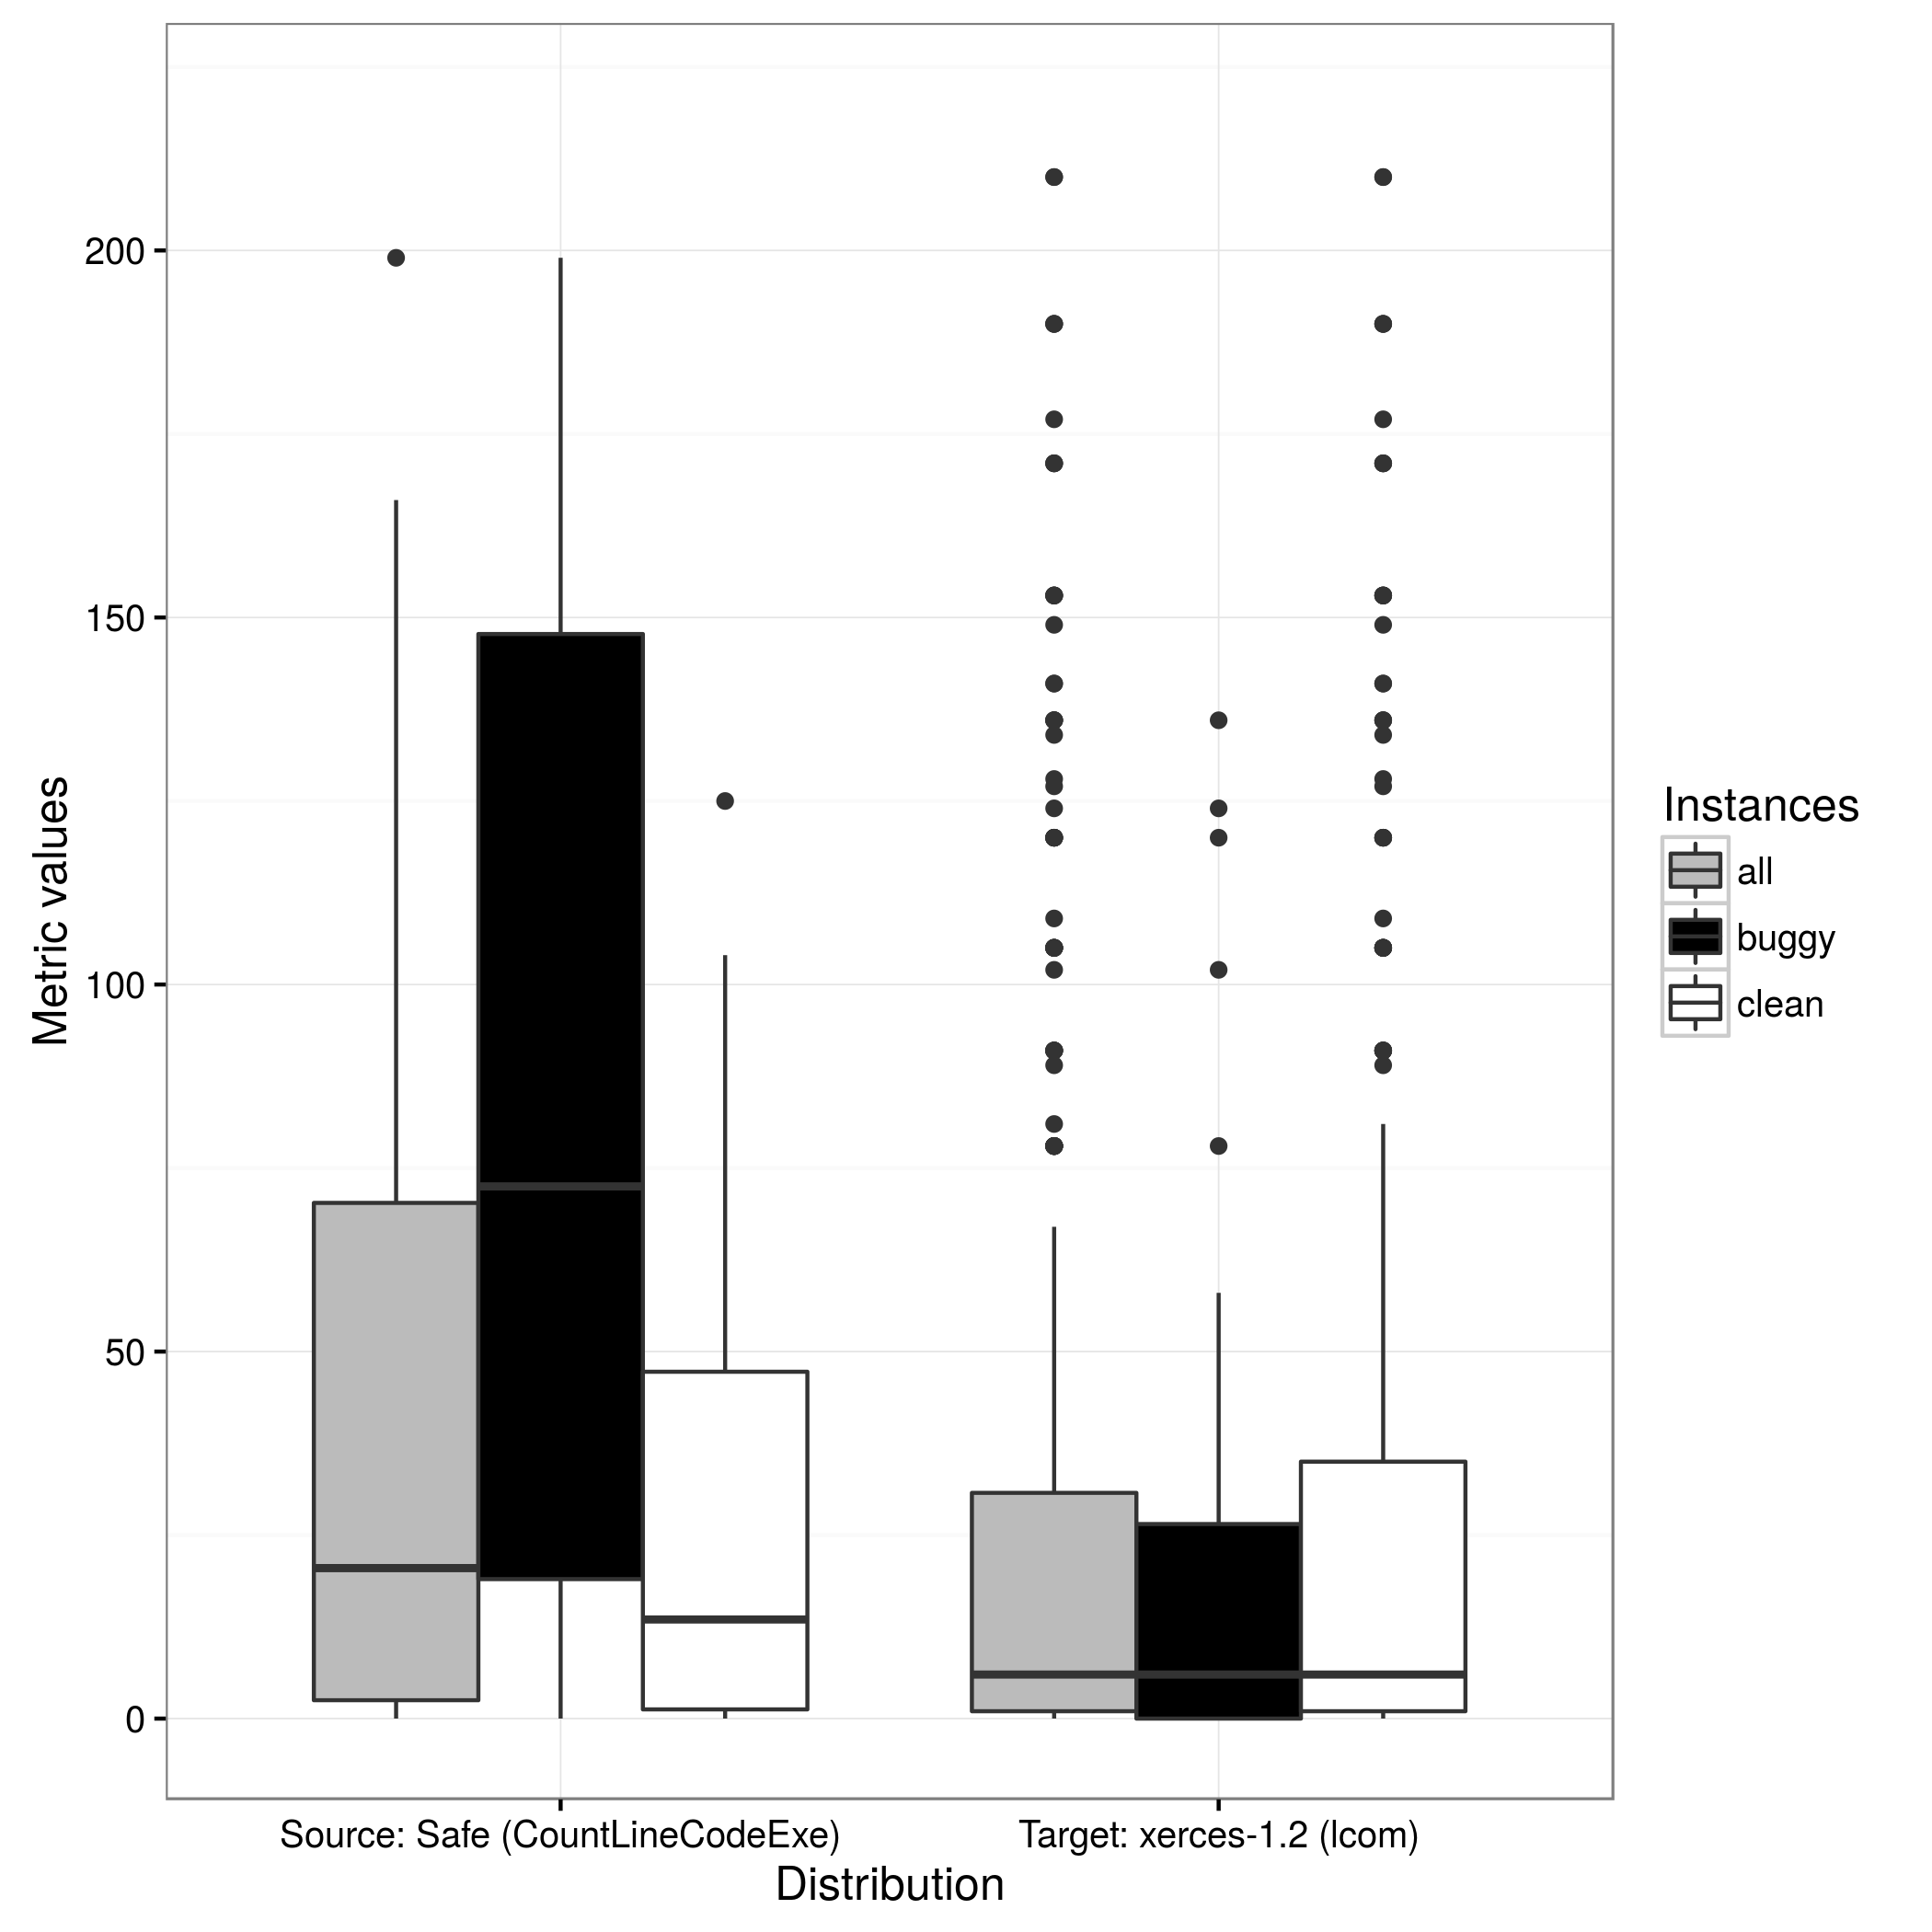 Metric values
200
150
100
50
0
Source: Safe (CountLineCodeExe)
Target: xerces-1.2 (lcom)
Distribution
Instances
all
buggy
clean